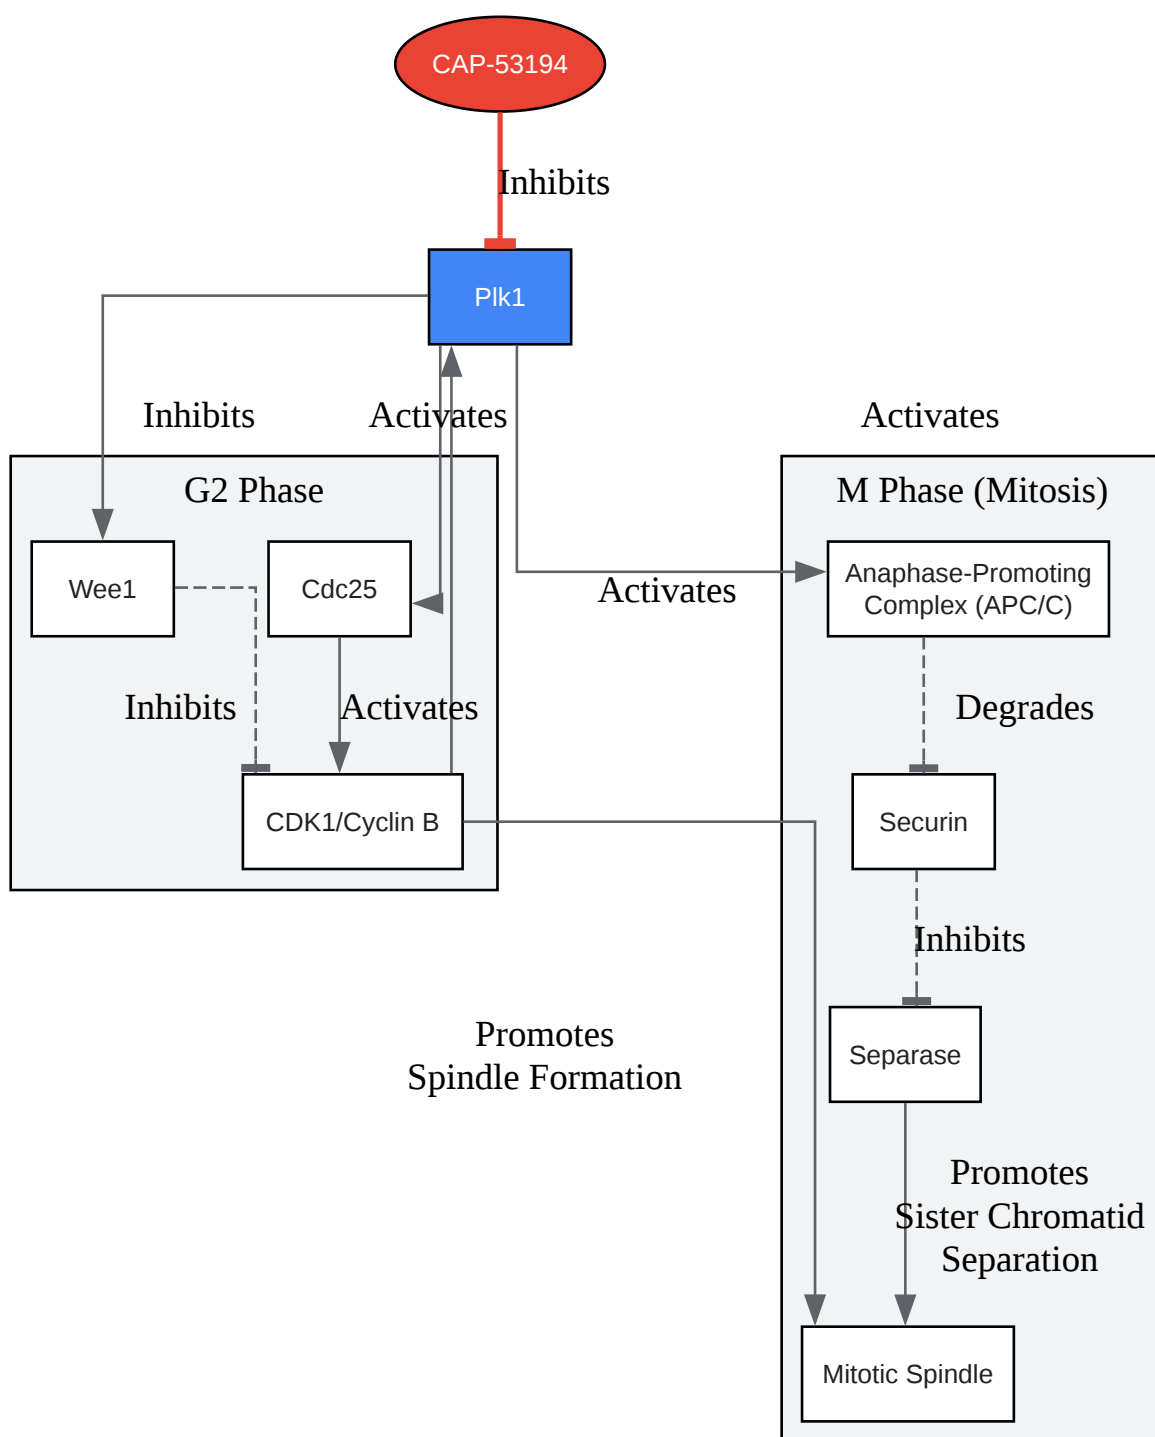 CAP-53194
Inhibits
Plk1
Inhibits
Activates
Activates
G2 Phase
M Phase (Mitosis)
Wee1
Cdc25
Activates
Anaphase-Promoting
Complex (APC/C)
Inhibits
Activates
Degrades
CDK1/Cyclin B
Securin
Inhibits
Promotes
Spindle Formation
Separase
Promotes
Sister Chromatid
Separation
Mitotic Spindle